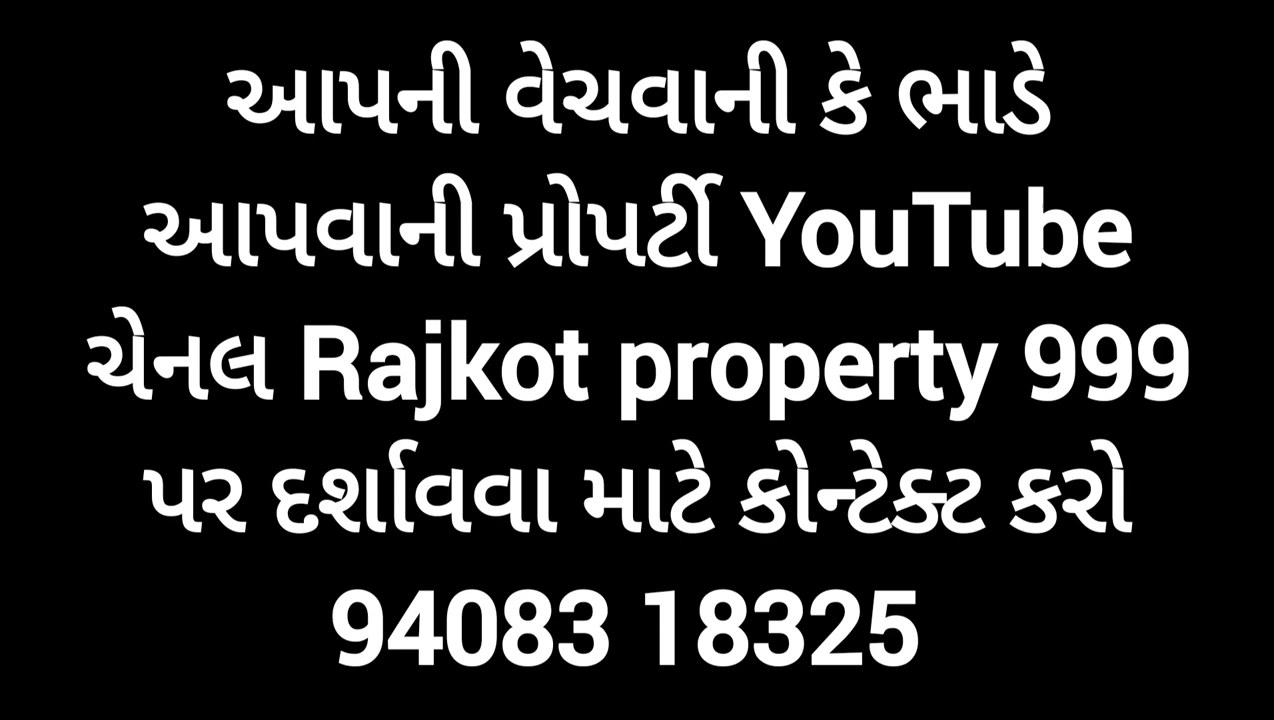 આપની વેચવાની કે ભાડે
આપવાની પ્રોપર્ટી YouTube
ચેનલ Rajkot property 999
પર દર્શાવવા માટે કોન્ટેક્ટ કરો
94083 18325